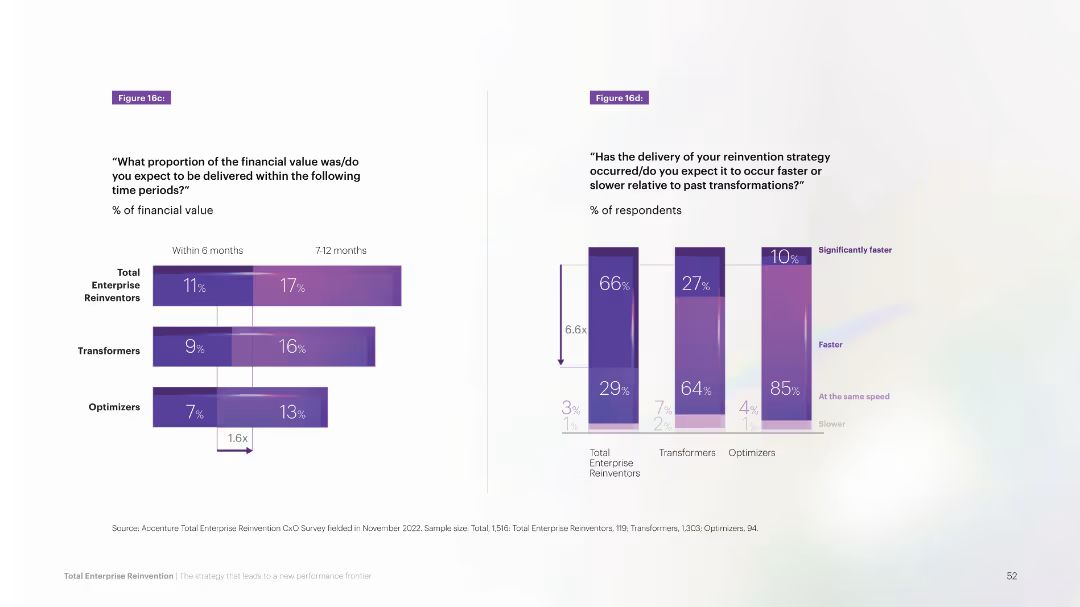 Figure 16c:
“What proportion of the financial value was/do
you expect to be delivered within the following
time periods?”
% of financial value
Within 6 months
7-12 months
Total
Enterprise
Reinventors
11%
17%
Transformers
9%
16%
Optimizers
7%
13%
1.6x
Figure 16d:
“Has the delivery of your reinvention strategy
occurred/do you expect it to occur faster or
slower relative to past transformations?”
% of respondents
6.6x
66%
29%
3%
1%
27%
64%
7%
2%
10%
85%
4%
1%
Significantly faster
Faster
At the same speed
Slower
Total
Enterprise
Reinventors
Transformers
Optimizers
Source: Accenture Total Enterprise Reinvention CxO Survey fielded in November 2022. Sample size. Total, 1,516: Total Enterprise Reinventors, 119; Transformers, 1,303; Optimizers, 94.
Total Enterprise Reinvention | The strategy that leads to a new performance frontier
52